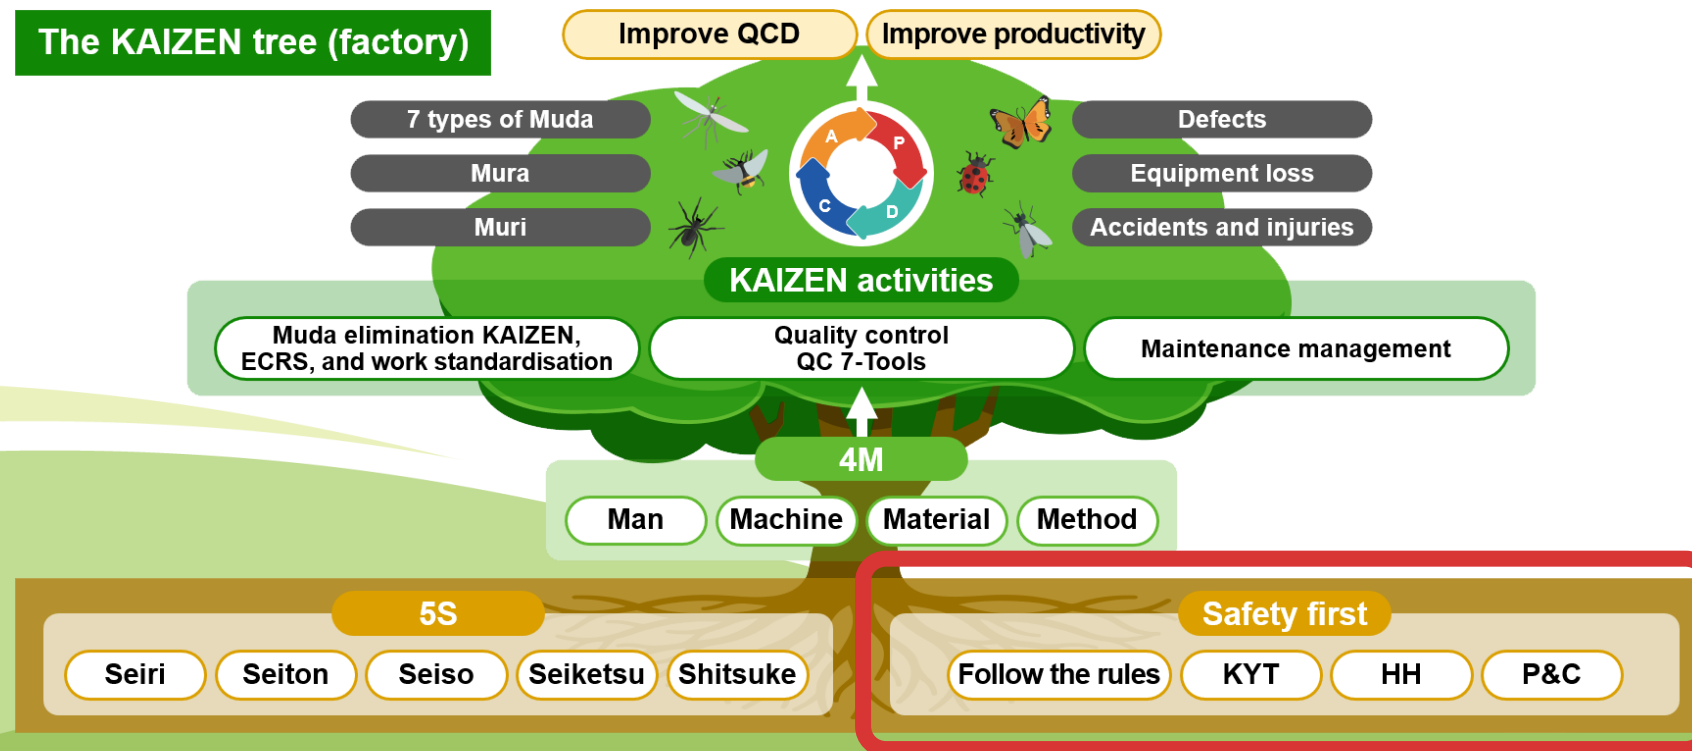 The KAIZEN tree (factory)
Improve QCD
Improve productivity
7 types of Muda
Mura
Muri
A
P
C
D
Defects
Equipment loss
Accidents and injuries
KAIZEN activities
Muda elimination KAIZEN,
ECRS, and work standardisation
Quality control
QC 7-Tools
Maintenance management
4M
Man
Machine
Material
Method
5S
Seiri
Seiton
Seiso
Seiketsu
Shitsuke
Safety first
Follow the rules
KYT
HH
P&C